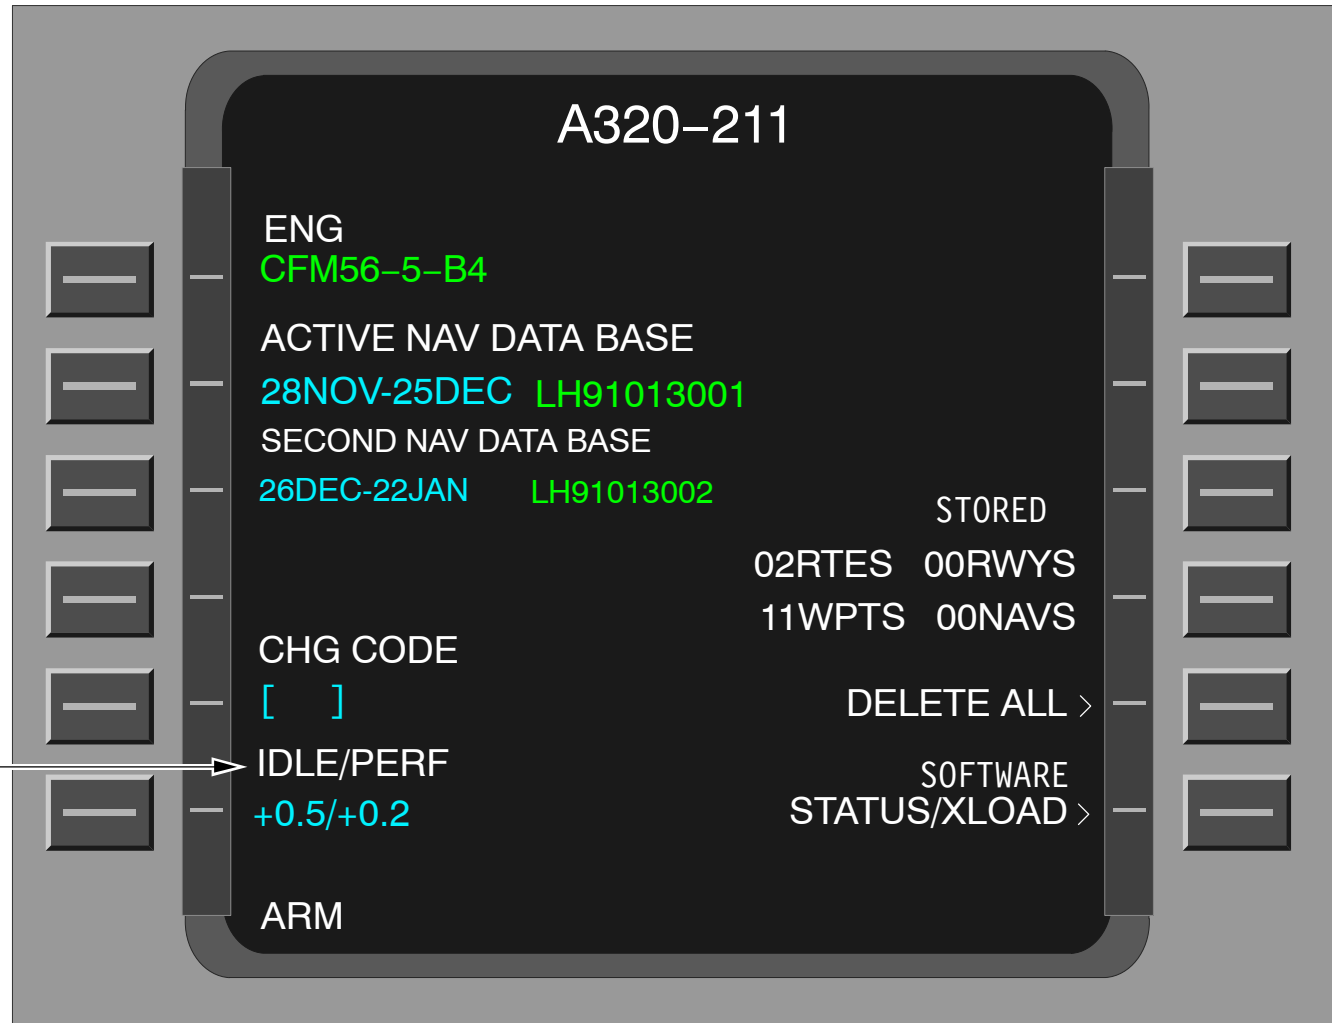 A320–211
ENG
CFM56–5–B4
ACTIVE NAV DATA BASE
28NOV-25DEC LH91013001
SECOND NAV DATA BASE
26DEC-22JAN LH91013002
STORED
02RTES 00RWYS
11WPTS 00NAVS
CHG CODE
[ ]
DELETE ALL >
IDLE/PERF
SOFTWARE
+0.5/+0.2
STATUS/XLOAD >
ARM